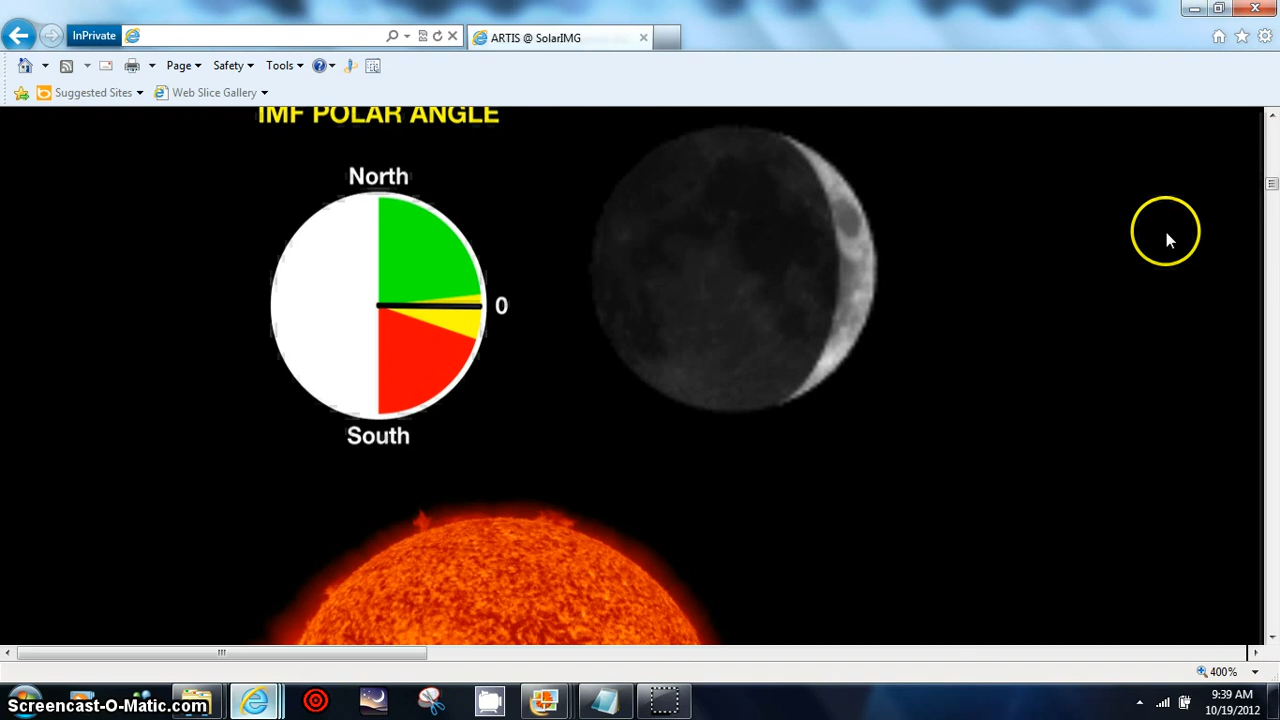 InPrivate
ARTIS @ SolarIMG
Page Safety Tools
Suggested Sites Web Slice Gallery
IMF POLAR ANGLE
North
0
South
400%
9:39 AM
10/19/2012
Screencast-O-Matic.com